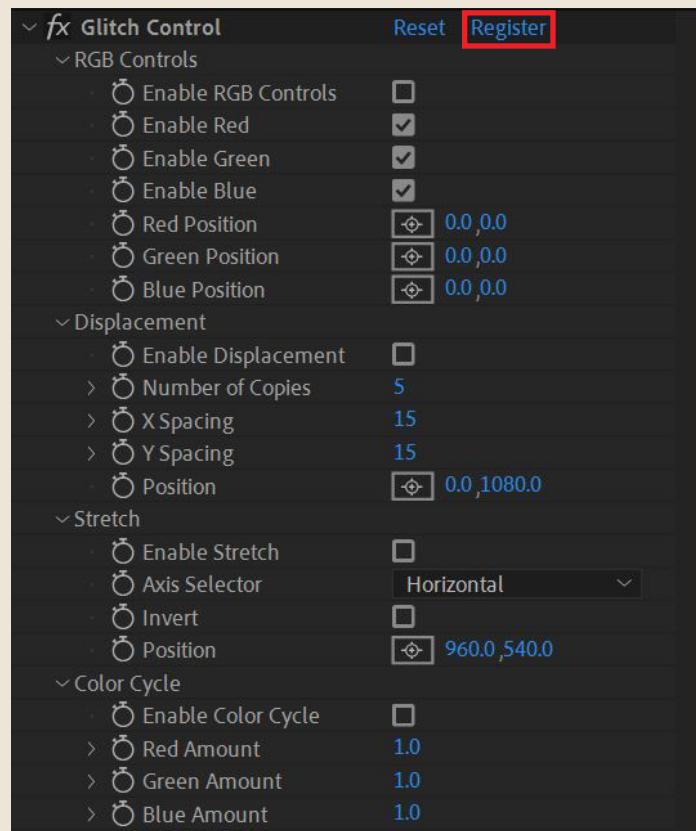 fx Glitch Control Reset Register
RGB Controls
Enable RGB Controls
Enable Red
Enable Green
Enable Blue
Red Position 0.0 ,0.0
Green Position 0.0 ,0.0
Blue Position 0.0 ,0.0
Displacement
Enable Displacement
Number of Copies 5
X Spacing 15
Y Spacing 15
Position 0.0 ,1080.0
Stretch
Enable Stretch
Axis Selector Horizontal
Invert
Position 960.0 ,540.0
Color Cycle
Enable Color Cycle
Red Amount 1.0
Green Amount 1.0
Blue Amount 1.0